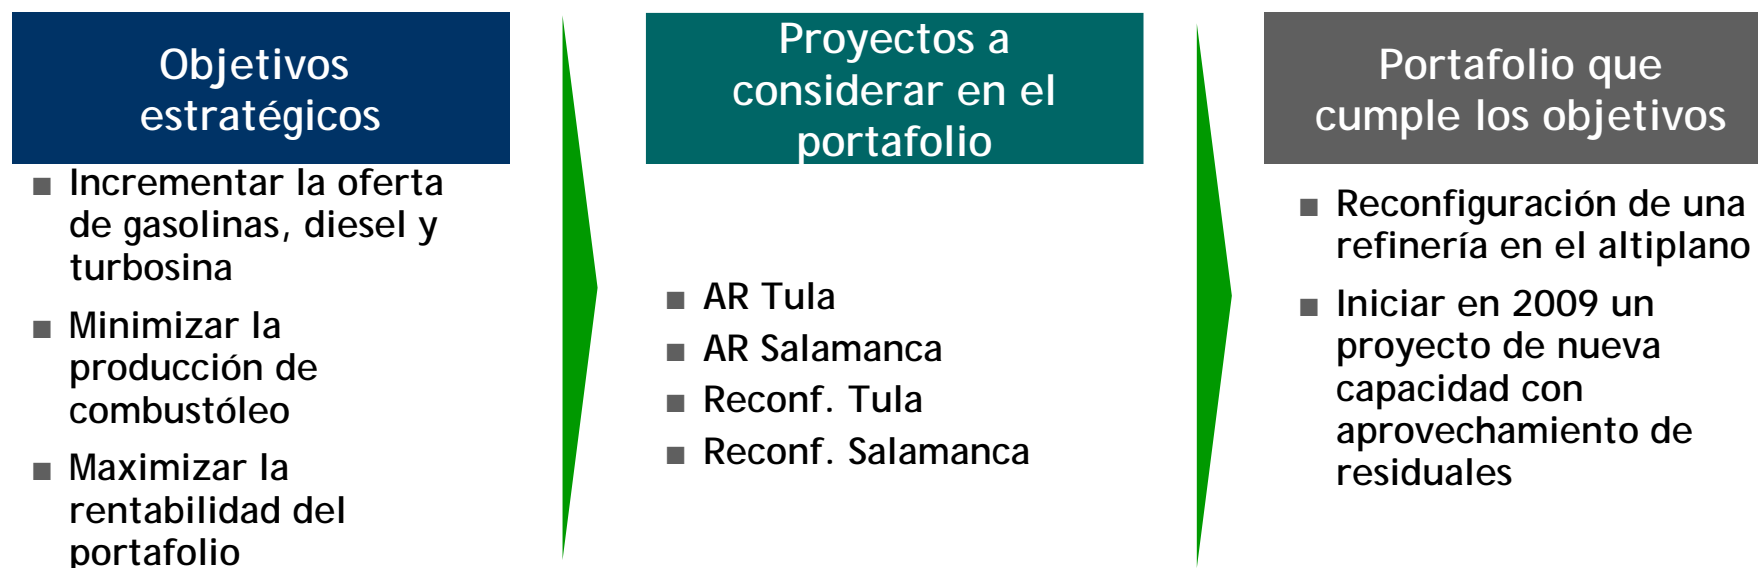 Objetivos
estratégicos
■ Incrementar la oferta
de gasolinas, diesel y
turbosina
■ Minimizar la
producción de
combustóleo
■ Maximizar la
rentabilidad del
portafolio
Proyectos a
considerar en el
portafolio
■ AR Tula
■ AR Salamanca
■ Reconf. Tula
■ Reconf. Salamanca
Portafolio que
cumple los objetivos
■ Reconfiguración de una
refinería en el altiplano
■ Iniciar en 2009 un
proyecto de nueva
capacidad con
aprovechamiento de
residuales